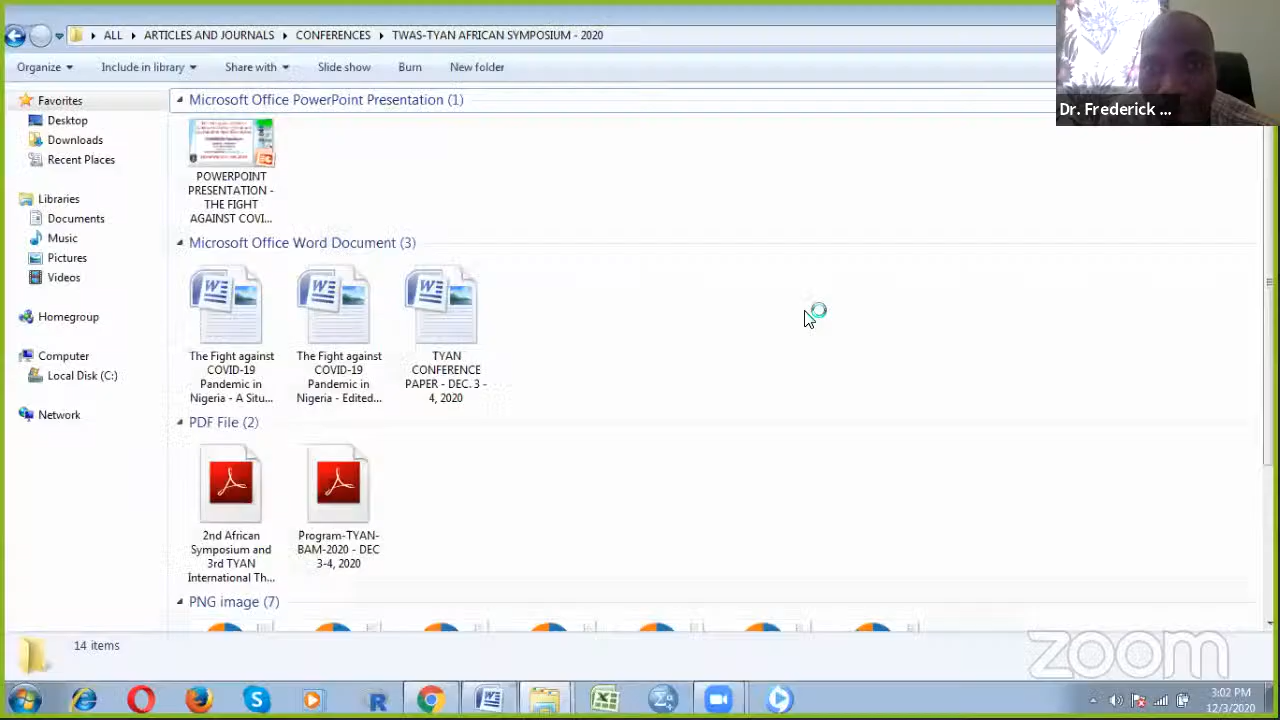 ALL ARTICLES AND JOURNALS CONFERENCES TWAS-TYAN AFRICAN SYMPOSIUM - 2020
Organize Include in library Share with Slide show Burn New folder
Dr. Frederick ...
Favorites
Desktop
Downloads
Recent Places
Libraries
Documents
Music
Pictures
Videos
Homegroup
Computer
Local Disk (C:)
Network
Microsoft Office PowerPoint Presentation (1)
POWERPOINT
PRESENTATION -
THE FIGHT
AGAINST COVI...
Microsoft Office Word Document (3)
The Fight against
COVID-19
Pandemic in
Nigeria - A Situ...
The Fight against
COVID-19
Pandemic in
Nigeria - Edited...
TYAN
CONFERENCE
PAPER - DEC. 3 -
4, 2020
PDF File (2)
2nd African
Symposium and
3rd TYAN
International Th...
Program-TYAN-
BAM-2020 - DEC
3-4, 2020
PNG image (7)
14 items
zoom
3:02 PM
12/3/2020